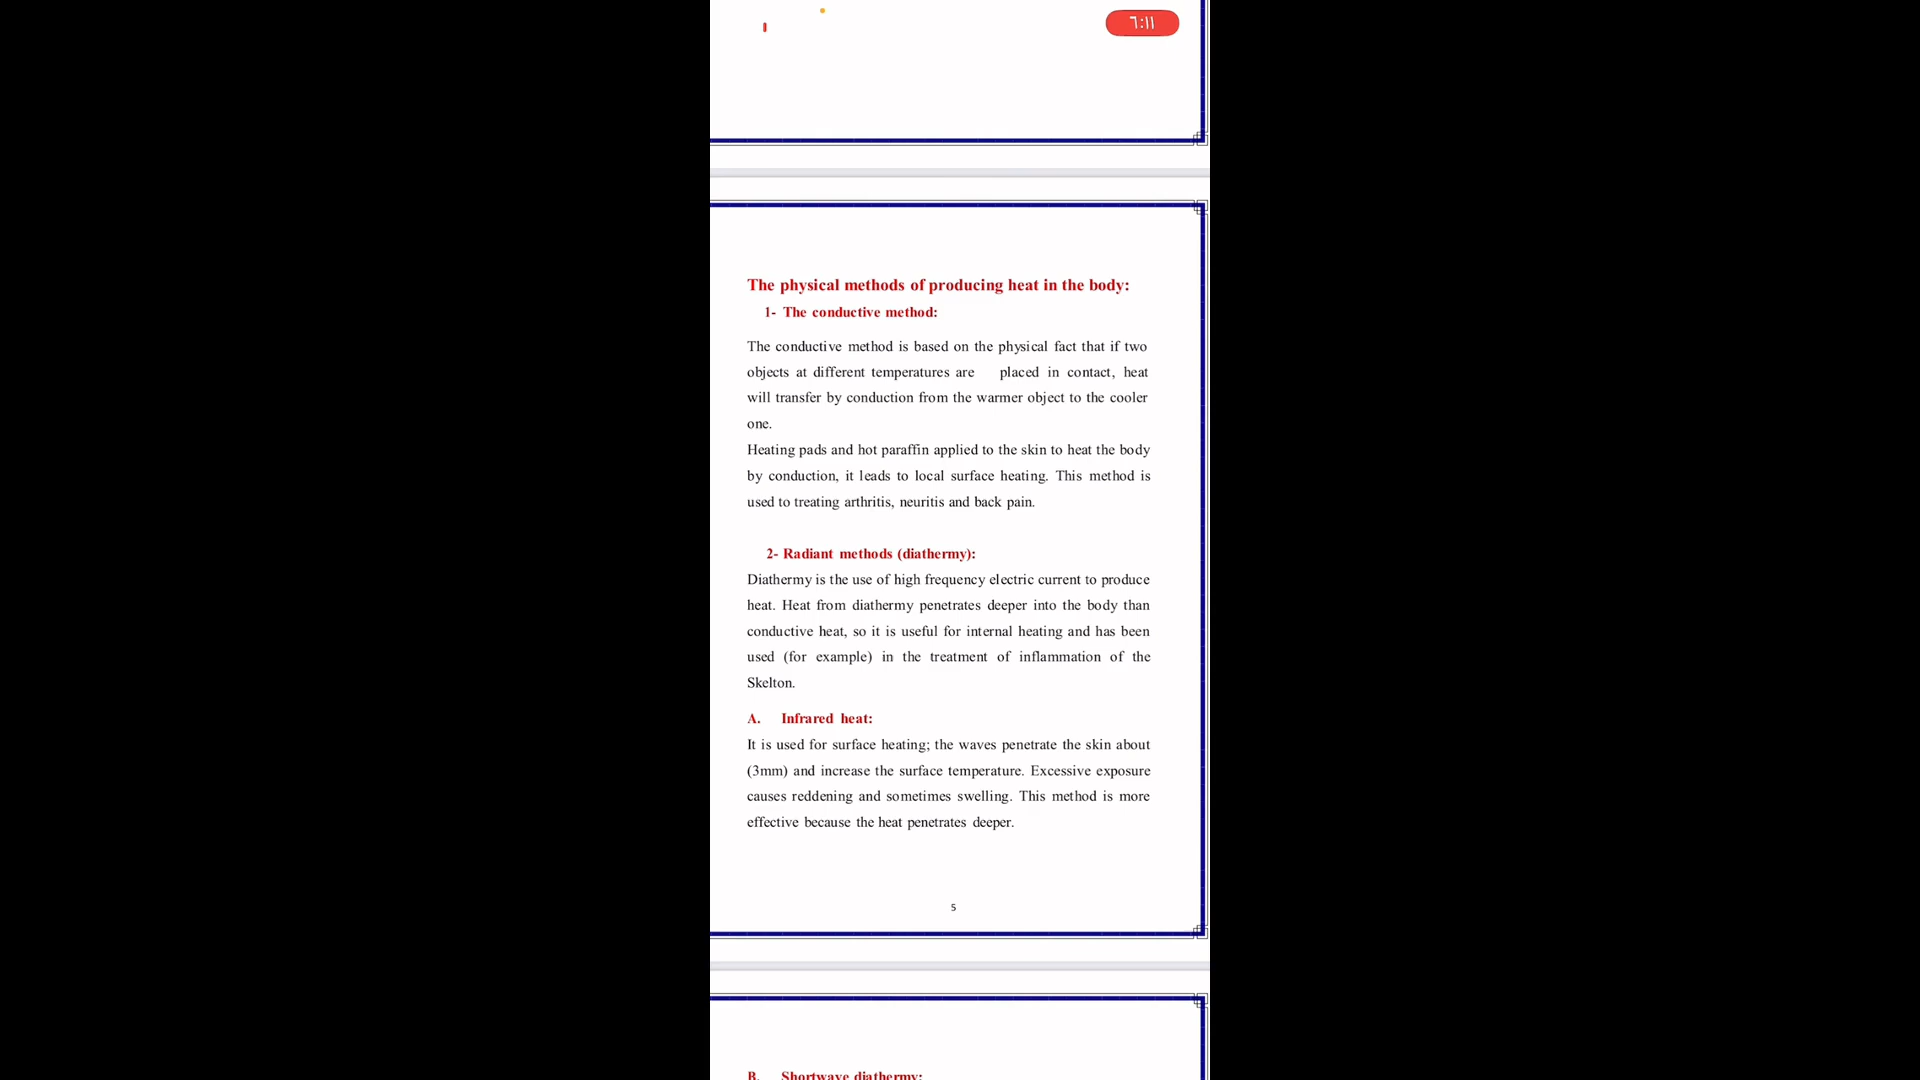 ٦:١١
The physical methods of producing heat in the body:
1- The conductive method:
The conductive method is based on the physical fact that if two
objects at different temperatures are placed in contact, heat
will transfer by conduction from the warmer object to the cooler
one.
Heating pads and hot paraffin applied to the skin to heat the body
by conduction, it leads to local surface heating. This method is
used to treating arthritis, neuritis and back pain.
2- Radiant methods (diathermy):
Diathermy is the use of high frequency electric current to produce
heat. Heat from diathermy penetrates deeper into the body than
conductive heat, so it is useful for internal heating and has been
used (for example) in the treatment of inflammation of the
Skelton.
A. Infrared heat:
It is used for surface heating; the waves penetrate the skin about
(3mm) and increase the surface temperature. Excessive exposure
causes reddening and sometimes swelling. This method is more
effective because the heat penetrates deeper.
5
B. Shortwave diathermy: